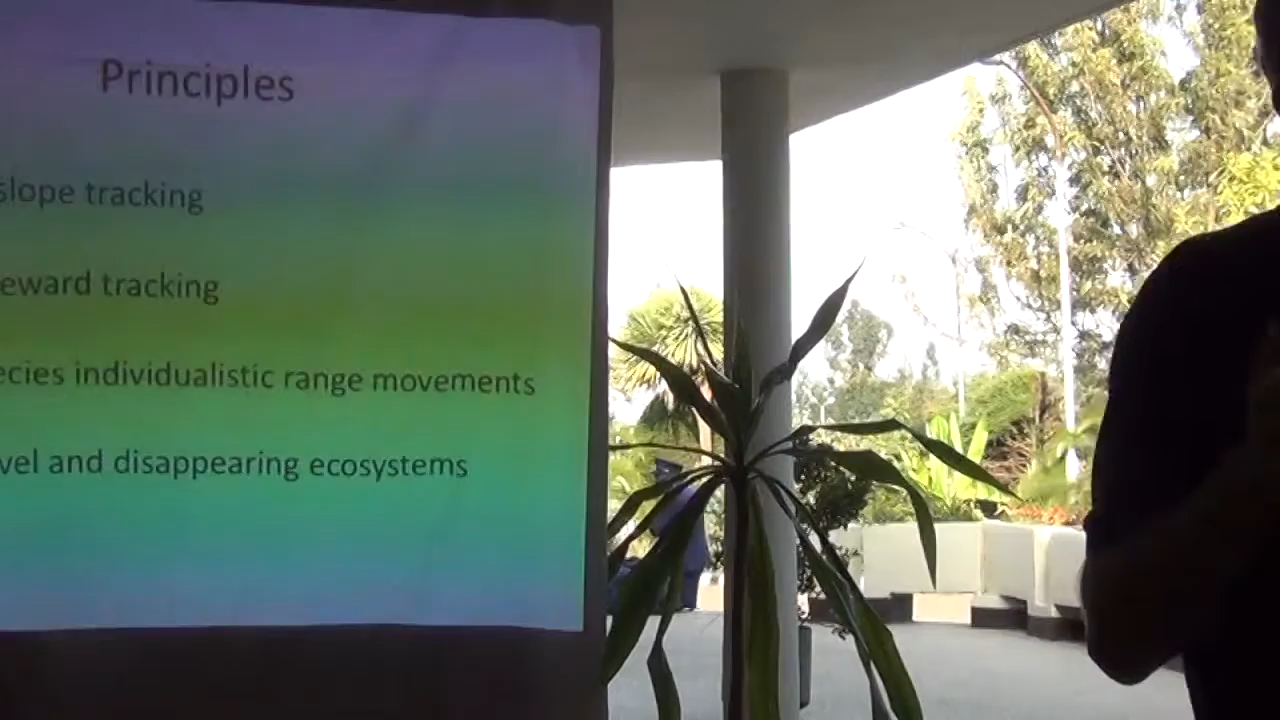 Principles
slope tracking
eward tracking
ecies individualistic range movements
vel and disappearing ecosystems